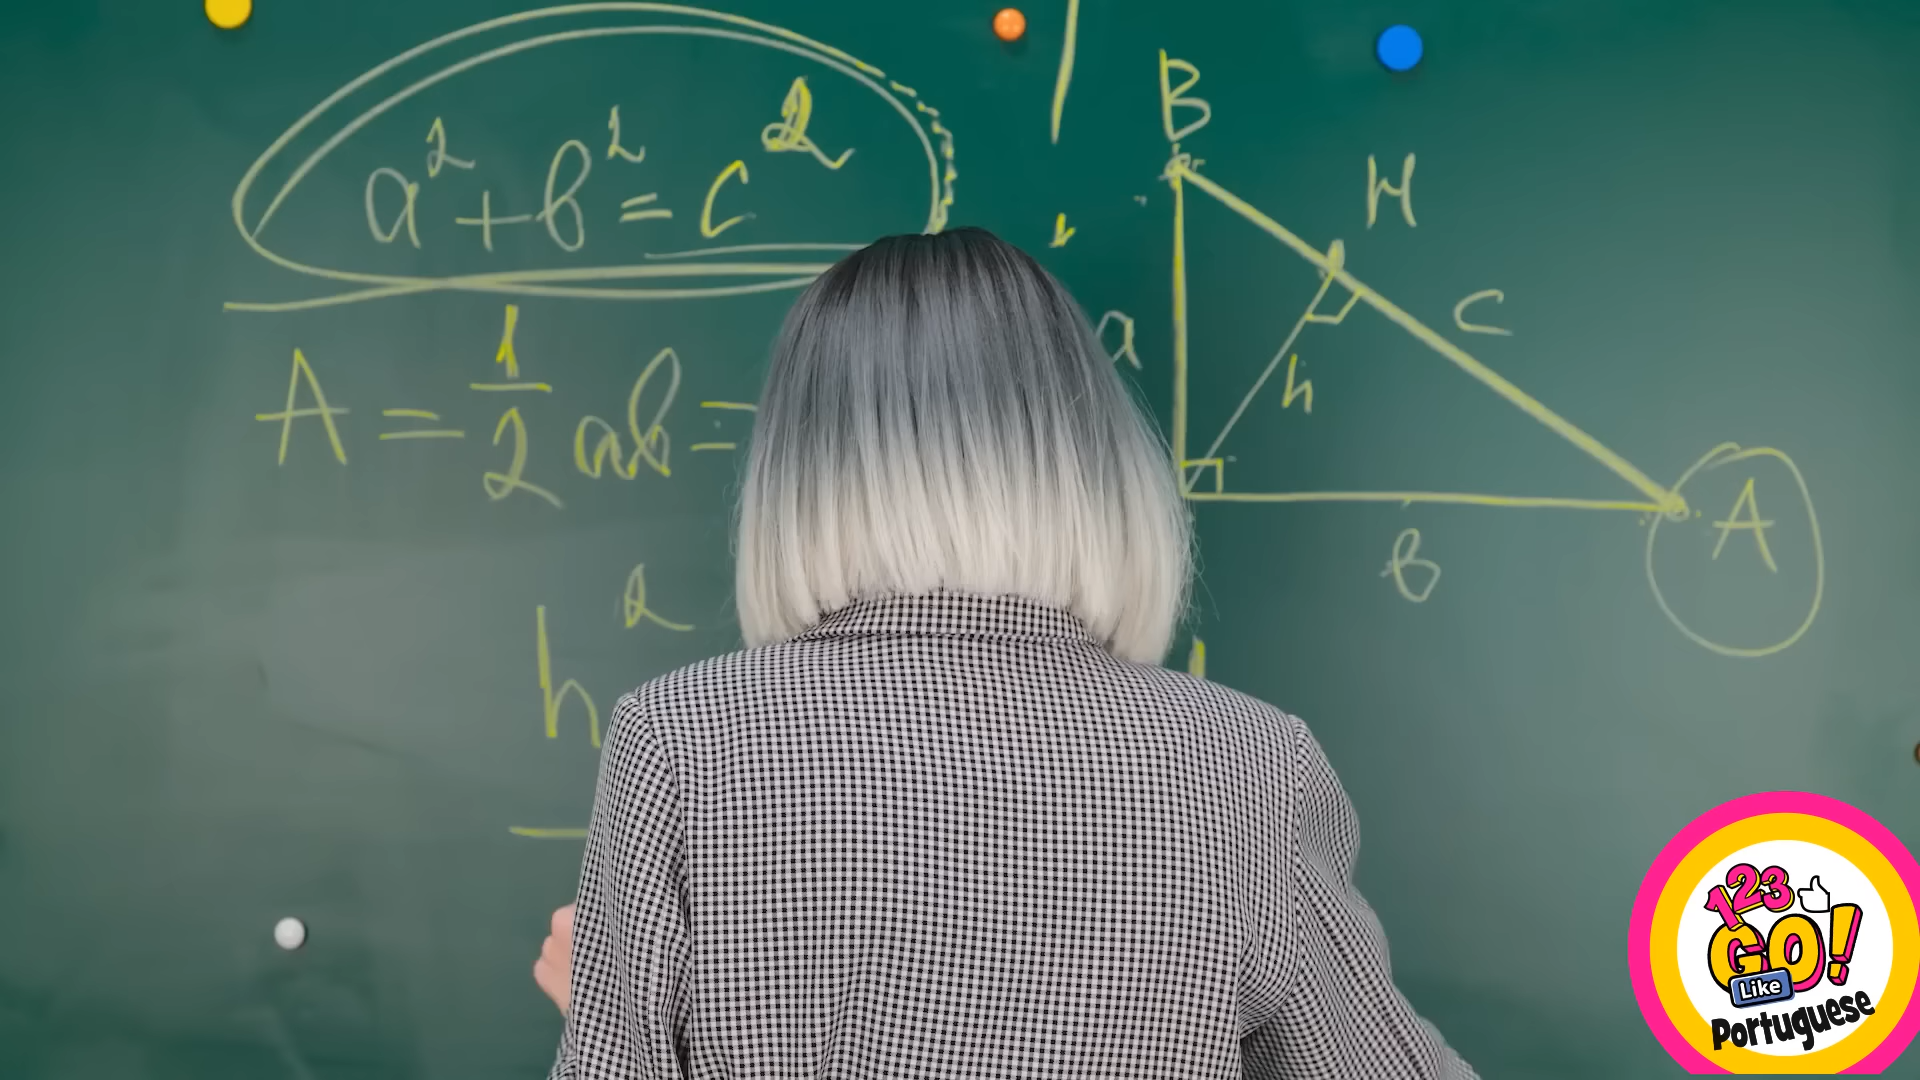 a² + b² = c²
A = 1/2 ab =
h²
B
H
a
c
h
b
A
123 GO!
Like
Portuguese